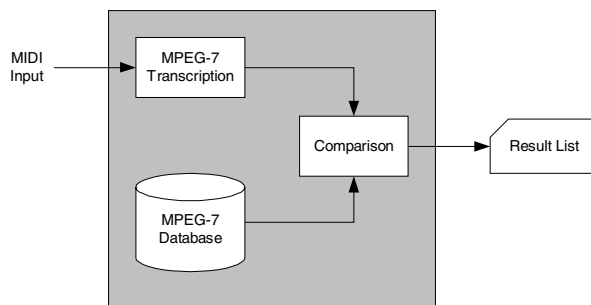 MIDI
Input
MPEG-7
Transcription
Comparison
Result List
MPEG-7
Database